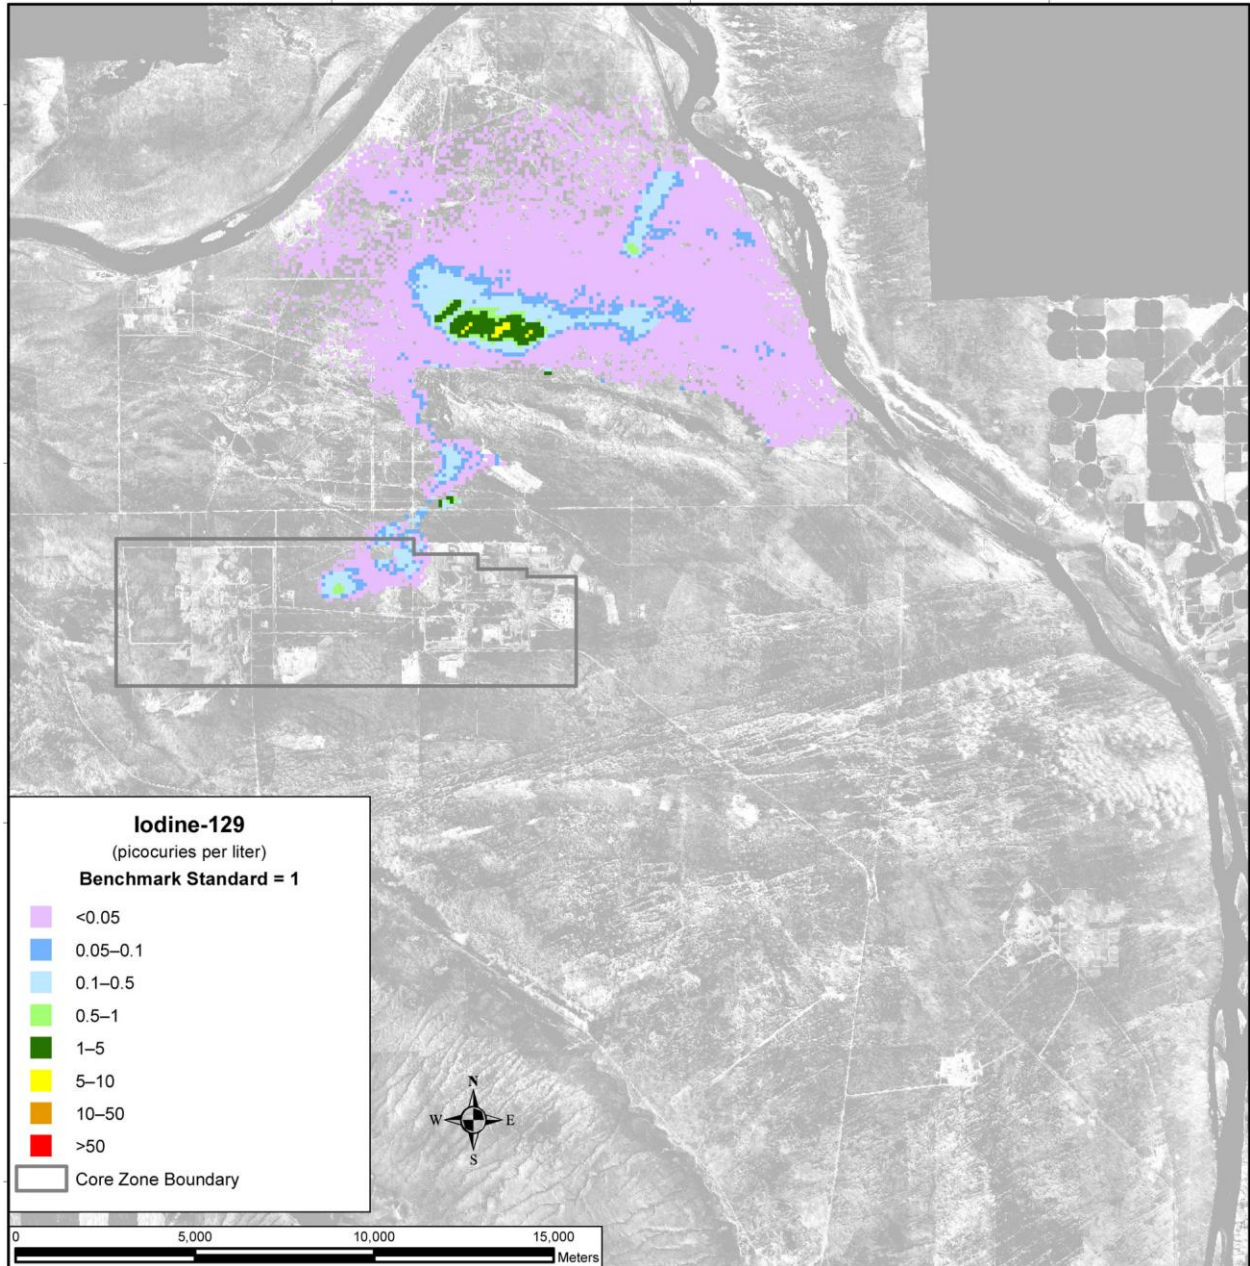 Iodine-129
(picocuries per liter)
Benchmark Standard = 1
<0.05
0.05–0.1
0.1–0.5
0.5–1
1–5
5–10
10–50
>50
Core Zone Boundary
N
W E
S
0 5,000 10,000 15,000
Meters